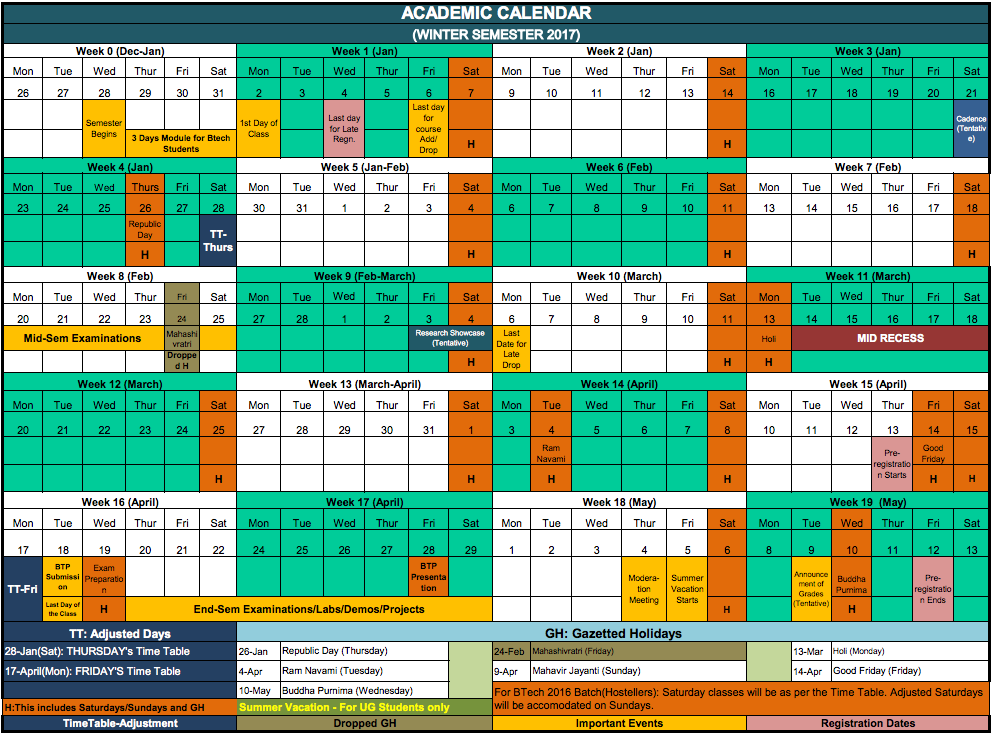 ACADEMIC CALENDAR
(WINTER SEMESTER 2017)
Week 0 (Dec-Jan) Week 1 (Jan) Week 2 (Jan) Week 3 (Jan)
Mon Tue Wed Thur Fri Sat Mon Tue Wed Thur Fri Sat Mon Tue Wed Thur Fri Sat Mon Tue Wed Thur Fri Sat
26 27 28 29 30 31 2 3 4 5 6 7 9 10 11 12 13 14 16 17 18 19 20 21
Semester
Begins
3 Days Module for Btech
Students
1st Day of
Class
Last day
for Late
Regn.
Last day
for
course
Add/
Drop
H
H
Cadence
(Tentativ
e)
Week 4 (Jan) Week 5 (Jan-Feb) Week 6 (Feb) Week 7 (Feb)
Mon Tue Wed Thurs Fri Sat Mon Tue Wed Thur Fri Sat Mon Tue Wed Thur Fri Sat Mon Tue Wed Thur Fri Sat
23 24 25 26 27 28 30 31 1 2 3 4 6 7 8 9 10 11 13 14 15 16 17 18
Republic
Day
H
TT-
Thurs
H
H
H
Week 8 (Feb) Week 9 (Feb-March) Week 10 (March) Week 11 (March)
Mon Tue Wed Thur Fri Sat Mon Tue Wed Thur Fri Sat Mon Tue Wed Thur Fri Sat Mon Tue Wed Thur Fri Sat
20 21 22 23 24 25 27 28 1 2 3 4 6 7 8 9 10 11 13 14 15 16 17 18
Mid-Sem Examinations
Mahashi
vratri
Droppe
d H
Research Showcase
(Tentative)
H
Last
Date for
Late
Drop
H
Holi
H
MID RECESS
Week 12 (March) Week 13 (March-April) Week 14 (April) Week 15 (April)
Mon Tue Wed Thur Fri Sat Mon Tue Wed Thur Fri Sat Mon Tue Wed Thur Fri Sat Mon Tue Wed Thur Fri Sat
20 21 22 23 24 25 27 28 29 30 31 1 3 4 5 6 7 8 10 11 12 13 14 15
H
H
Ram
Navami
H
H
Pre-
registratio
n Starts
Good
Friday
H
H
Week 16 (April) Week 17 (April) Week 18 (May) Week 19 (May)
Mon Tue Wed Thur Fri Sat Mon Tue Wed Thur Fri Sat Mon Tue Wed Thur Fri Sat Mon Tue Wed Thur Fri Sat
17 18 19 20 21 22 24 25 26 27 28 29 1 2 3 4 5 6 8 9 10 11 12 13
TT-Fri
BTP
Submissi
on
Last Day of
the Class
Exam
Preparatio
n
H
End-Sem Examinations/Labs/Demos/Projects
BTP
Presenta
tion
Modera-
tion
Meeting
Summer
Vacation
Starts
H
Announce
ment of
Grades
(Tentative)
Buddha
Purnima
H
Pre-
registratio
n Ends
TT: Adjusted Days GH: Gazetted Holidays
28-Jan(Sat): THURSDAY's Time Table 26-Jan Republic Day (Thursday) 24-Feb Mahashivratri (Friday) 13-Mar Holi (Monday)
17-April(Mon): FRIDAY'S Time Table 4-Apr Ram Navami (Tuesday) 9-Apr Mahavir Jayanti (Sunday) 14-Apr Good Friday (Friday)
10-May Buddha Purnima (Wednesday)
For BTech 2016 Batch(Hostellers): Saturday classes will be as per the Time Table. Adjusted Saturdays
will be accomodated on Sundays.
H:This includes Saturdays/Sundays and GH Summer Vacation - For UG Students only
TimeTable-Adjustment Dropped GH Important Events Registration Dates